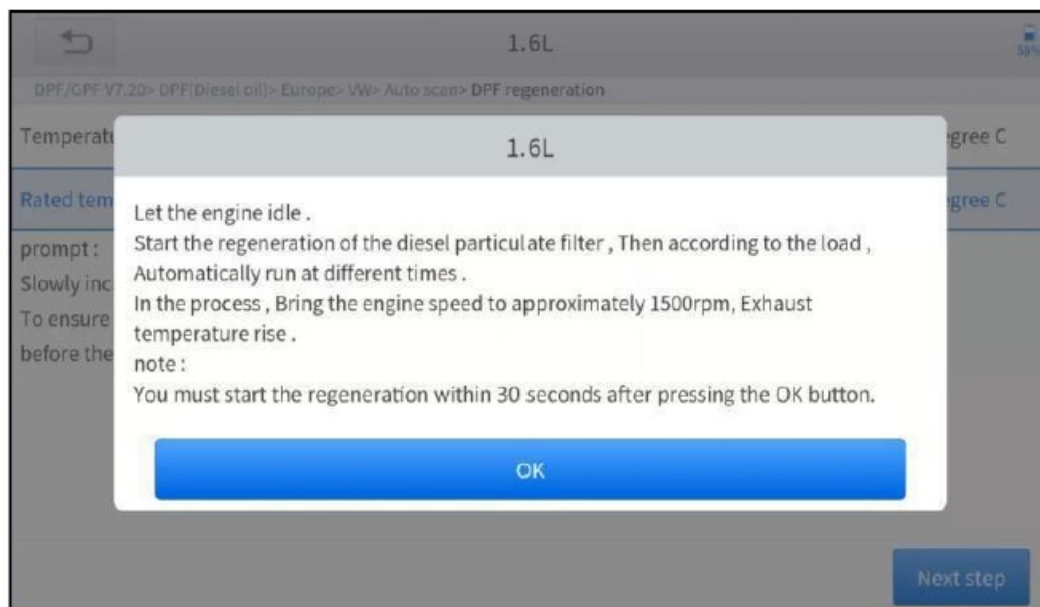 1.6L
58%
DPF/GPF V7.20> DPF(Diesel oil)> Europe> VW> Auto scan> DPF regeneration
Temperatu
egree C
1.6L
Rated tem
egree C
Let the engine idle .
Start the regeneration of the diesel particulate filter , Then according to the load ,
Automatically run at different times .
In the process , Bring the engine speed to approximately 1500rpm, Exhaust
temperature rise .
note :
You must start the regeneration within 30 seconds after pressing the OK button.
OK
prompt :
Slowly inc
To ensure
before the
Next step